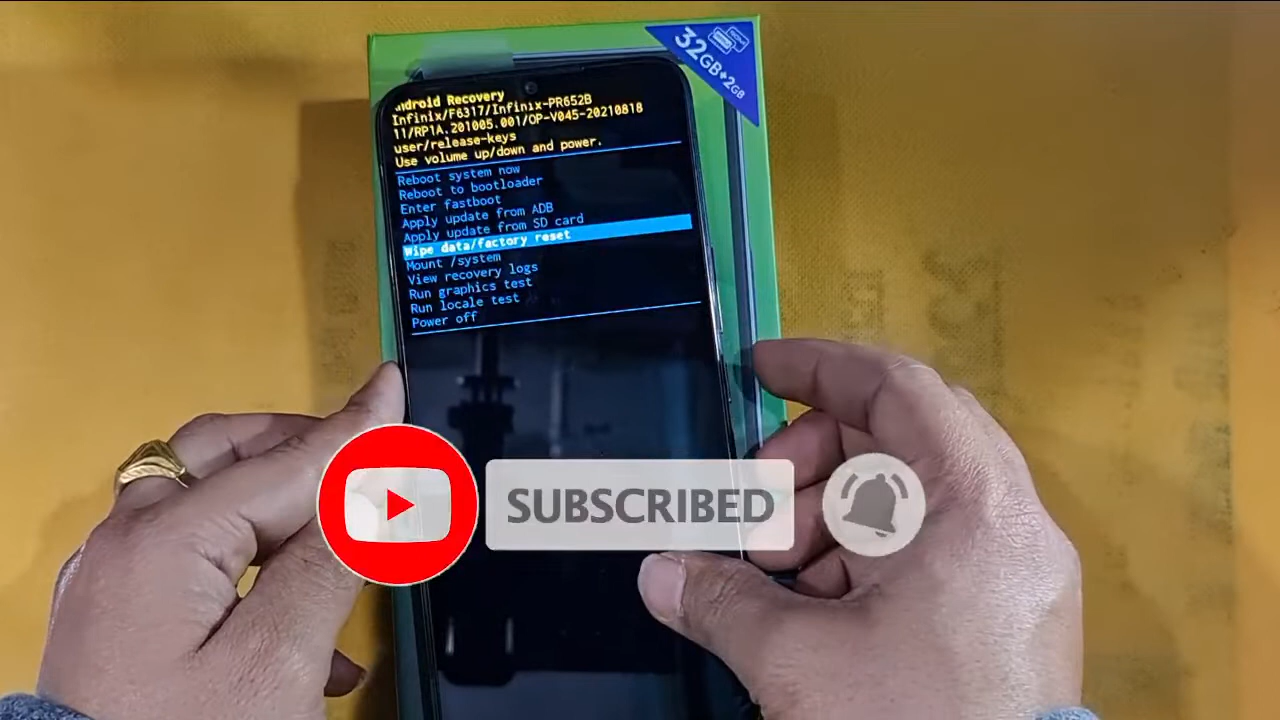 32GB+2GB
Android Recovery
Infinix/F6317/Infinix-PR652B
11/RP1A.201005.001/OP-V045-20210818
user/release-keys
Use volume up/down and power.
Reboot system now
Reboot to bootloader
Enter fastboot
Apply update from ADB
Apply update from SD card
Wipe data/factory reset
Mount /system
View recovery logs
Run graphics test
Run locale test
Power off
SUBSCRIBED